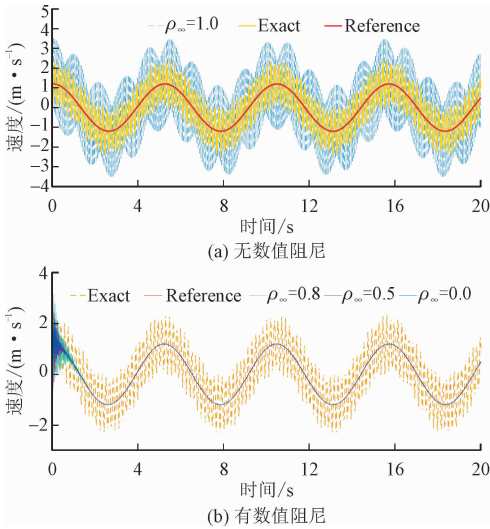 ρ∞=1.0 Exact Reference
4
3
2
1
0
−1
−2
−3
−4
速度/(m·s⁻¹)
0 4 8 12 16 20
时间/s
(a) 无数值阻尼
Exact Reference ρ∞=0.8 ρ∞=0.5 ρ∞=0.0
4
2
0
−2
速度/(m·s⁻¹)
0 4 8 12 16 20
时间/s
(b) 有数值阻尼